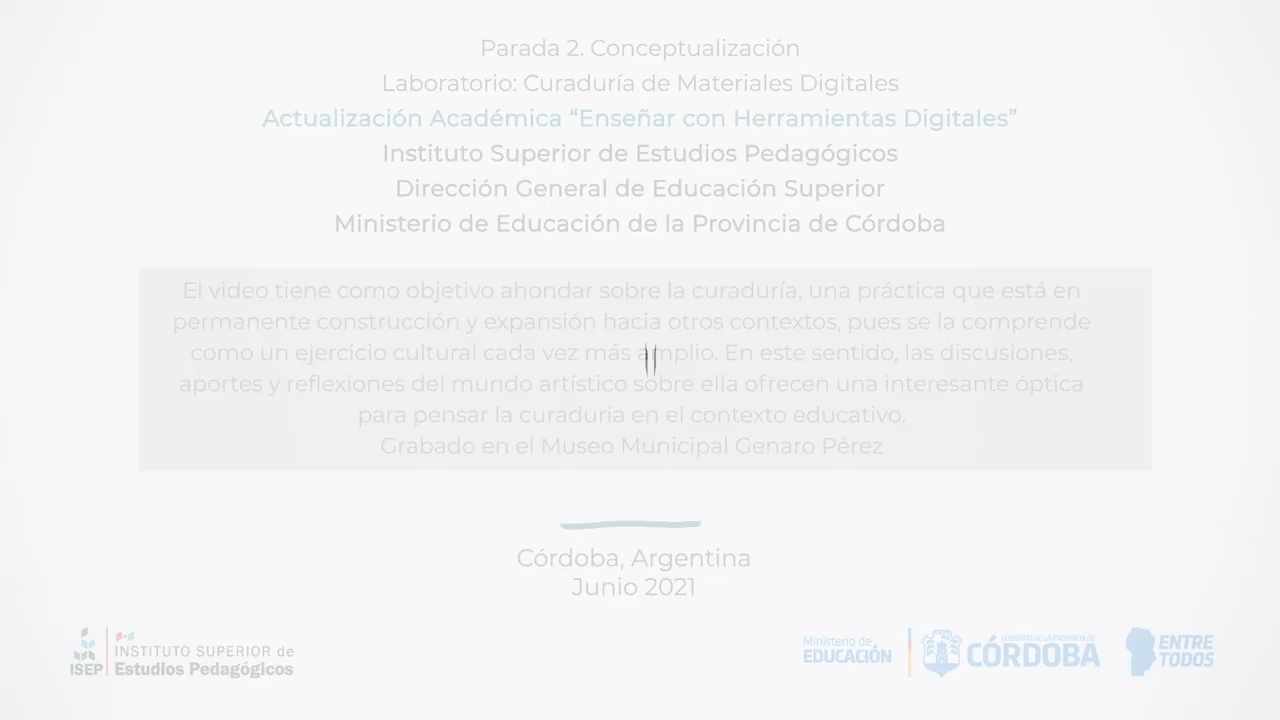 Parada 2. Conceptualización
Laboratorio: Curaduría de Materiales Digitales
Actualización Académica “Enseñar con Herramientas Digitales”
Instituto Superior de Estudios Pedagógicos
Dirección General de Educación Superior
Ministerio de Educación de la Provincia de Córdoba
El video tiene como objetivo ahondar sobre la curaduría, una práctica que está en
permanente construcción y expansión hacia otros contextos, pues se la comprende
como un ejercicio cultural cada vez más amplio. En este sentido, las discusiones,
aportes y reflexiones del mundo artístico sobre ella ofrecen una interesante óptica
para pensar la curaduría en el contexto educativo.
Grabado en el Museo Municipal Genaro Pérez
Córdoba, Argentina
Junio 2021
ISEP
INSTITUTO SUPERIOR de
Estudios Pedagógicos
Ministerio de
EDUCACIÓN
GOBIERNO DE LA PROVINCIA DE
CÓRDOBA
ENTRE
TODOS